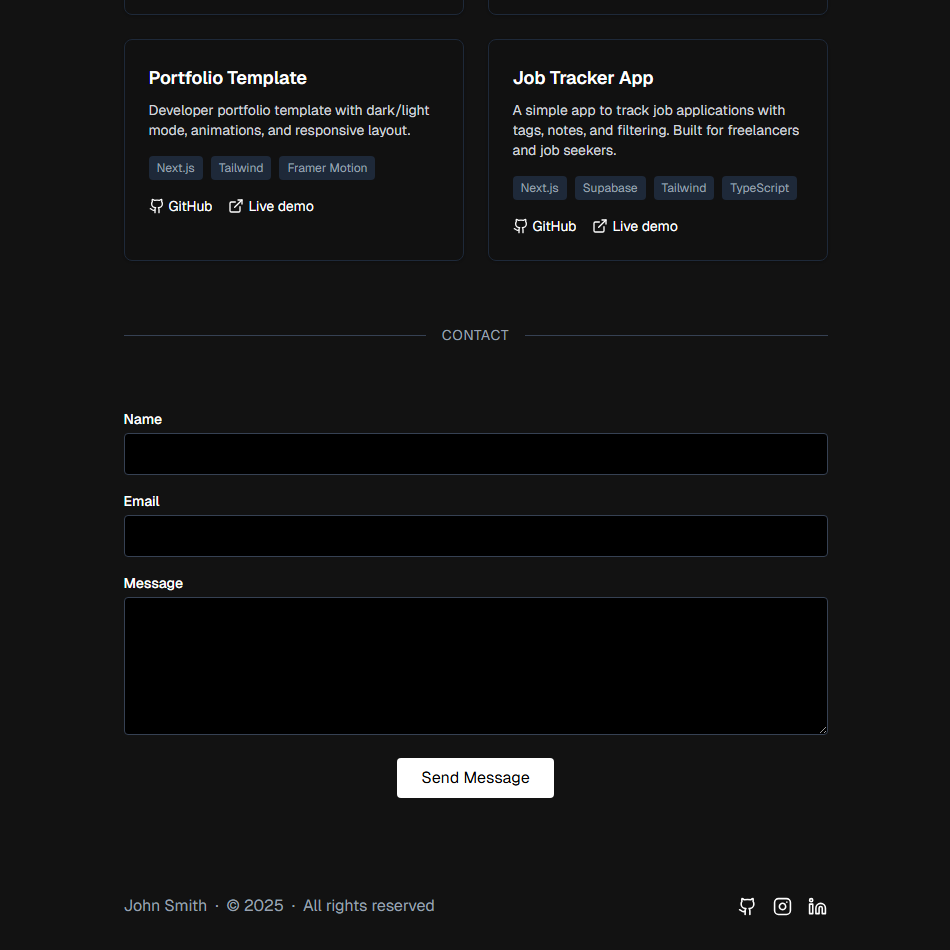 Portfolio Template
Developer portfolio template with dark/light
mode, animations, and responsive layout.
Next.js Tailwind Framer Motion
GitHub Live demo
Job Tracker App
A simple app to track job applications with
tags, notes, and filtering. Built for freelancers
and job seekers.
Next.js Supabase Tailwind TypeScript
GitHub Live demo
CONTACT
Name
Email
Message
Send Message
John Smith · © 2025 · All rights reserved